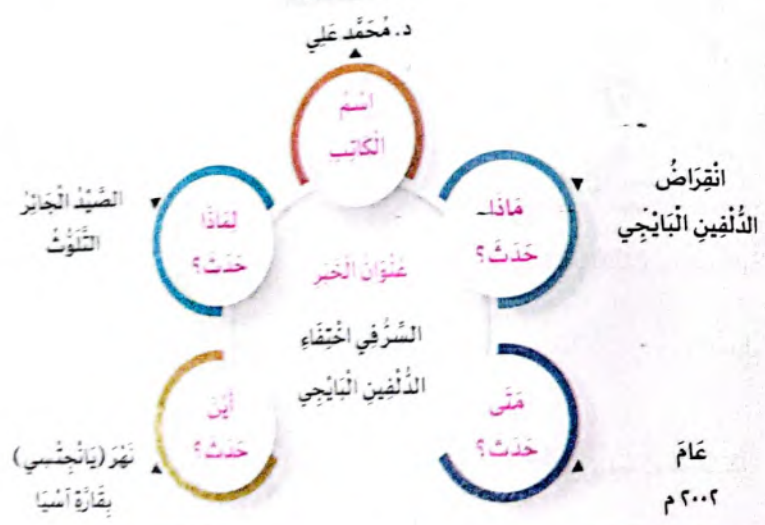 د. مُحَمَّد عَلِي
اسْمُ
الْكَاتِبِ
انْقِرَاضُ
الدُّلْفِينِ الْبَايْجِي
مَاذَا
حَدَثَ؟
الصَّيْدُ الْجَائِرُ
التَّلَوُّثُ
لِمَاذَا
حَدَثَ؟
عُنْوَانُ الْخَبَرِ
السِّرُّ فِي اخْتِفَاءِ
الدُّلْفِينِ الْبَايْجِي
مَتَى
حَدَثَ؟
عَامَ
٢٠٠٢ م
أَيْنَ
حَدَثَ؟
نَهْرَ (يَانْجِتْسِي)
بِقَارَّةِ آسْيَا